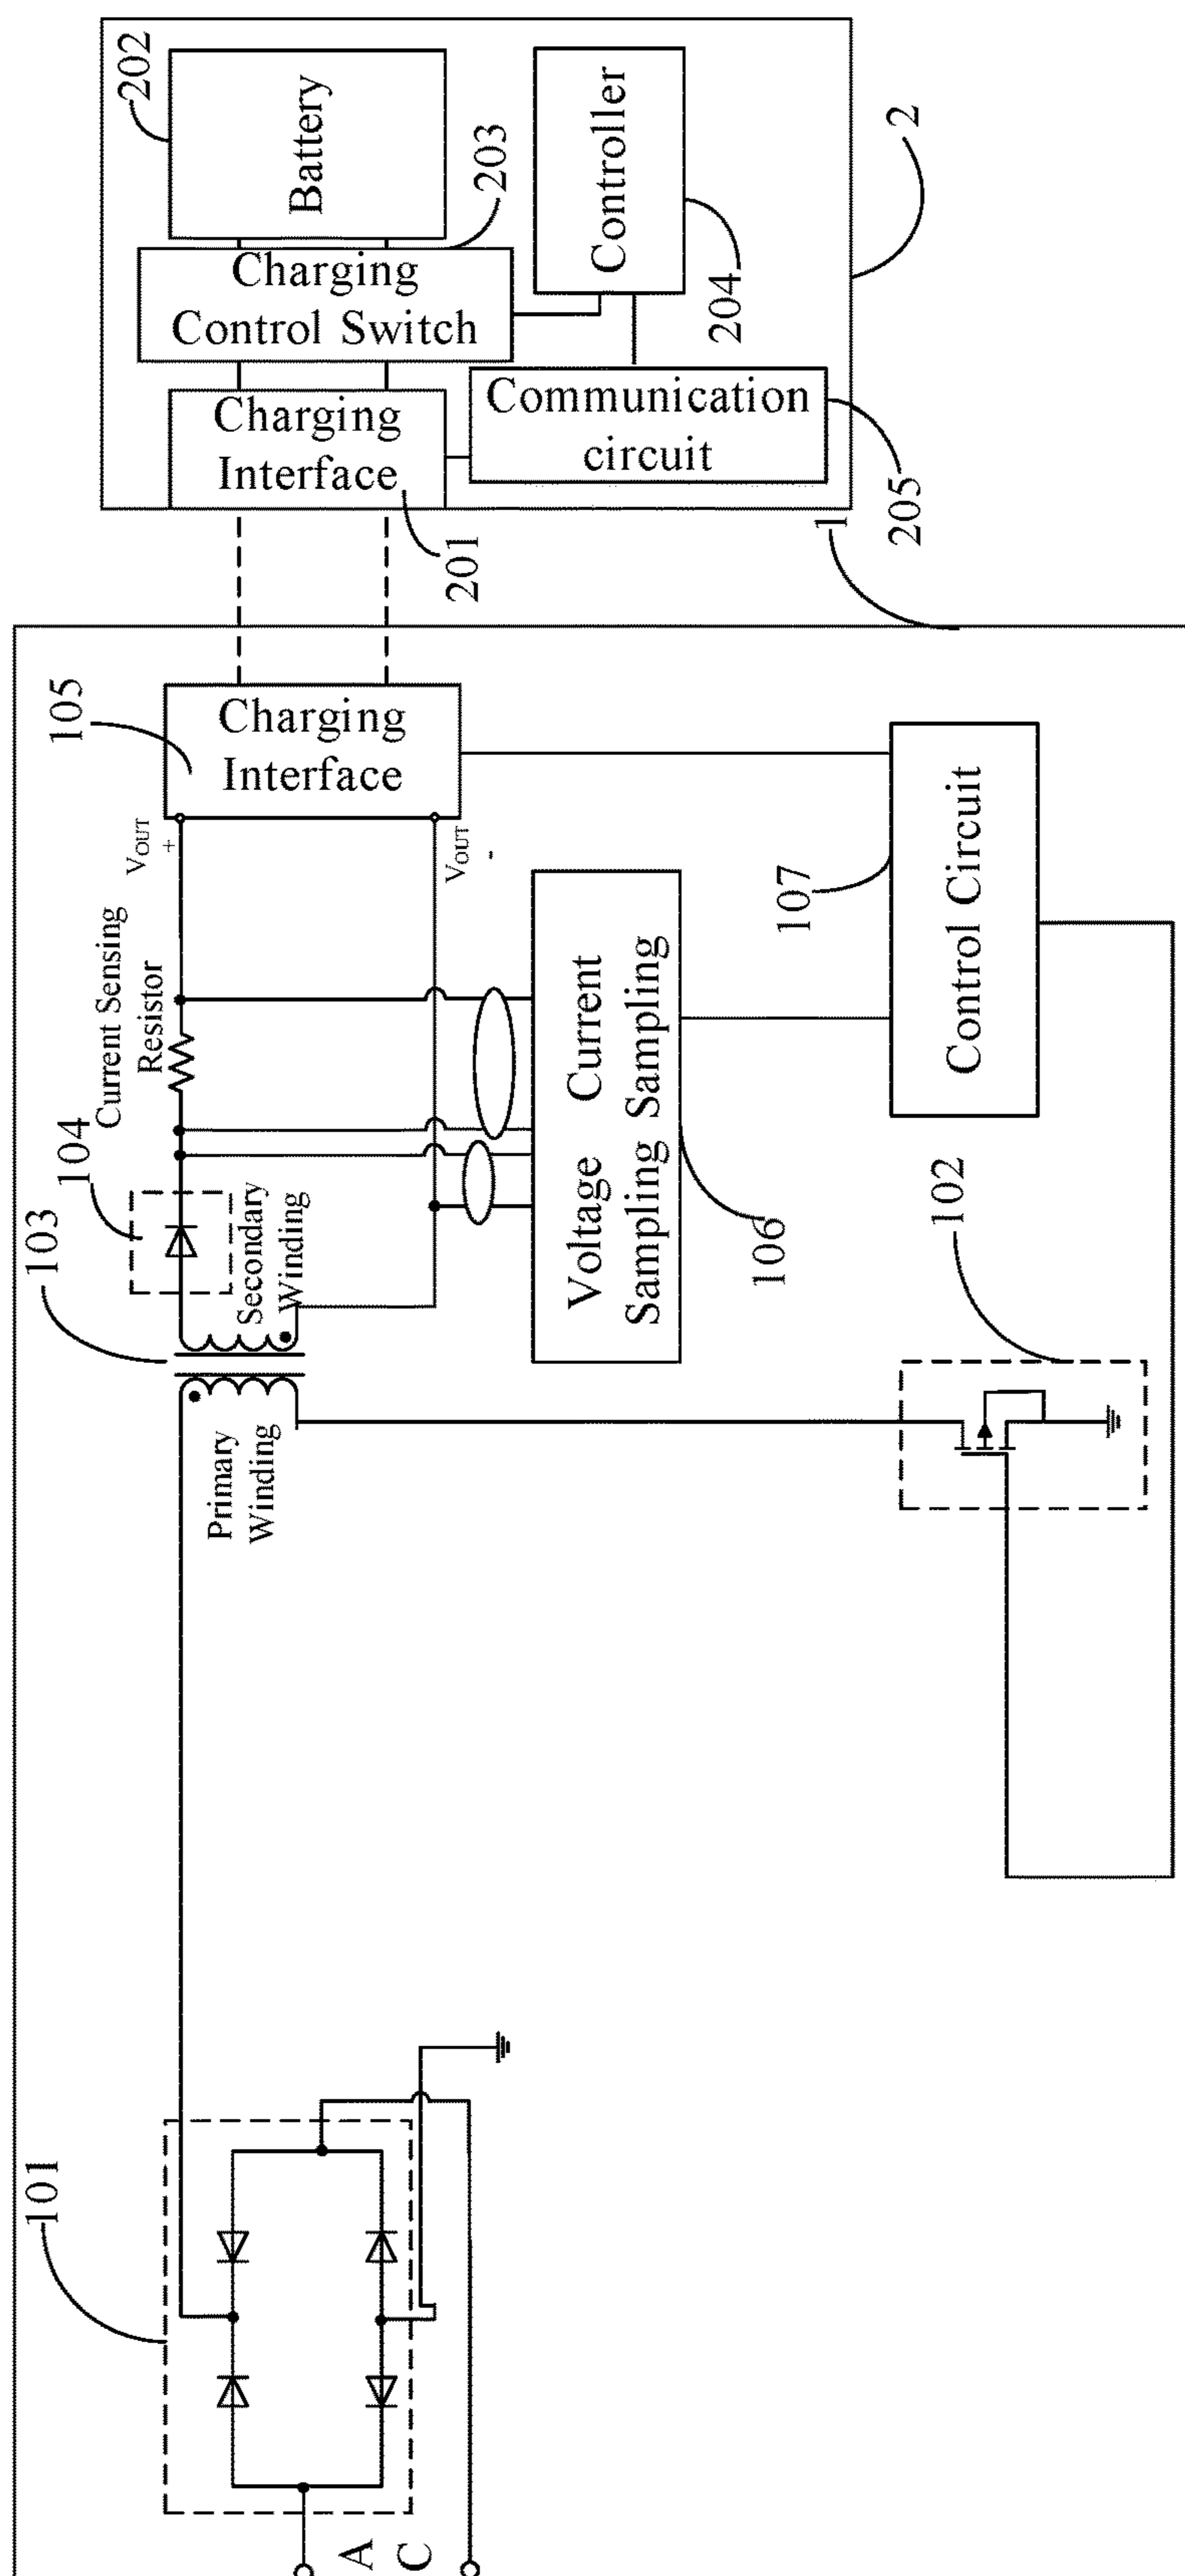 101
A
C
103
104
Primary
Winding
Secondary
Winding
Current Sensing
Resistor
VOUT
+
VOUT
-
105
Charging
Interface
Voltage
Sampling
Current
Sampling
106
102
107
Control Circuit
1
201
Charging
Interface
Charging
Control Switch
203
202
Battery
Communication
circuit
205
Controller
204
2